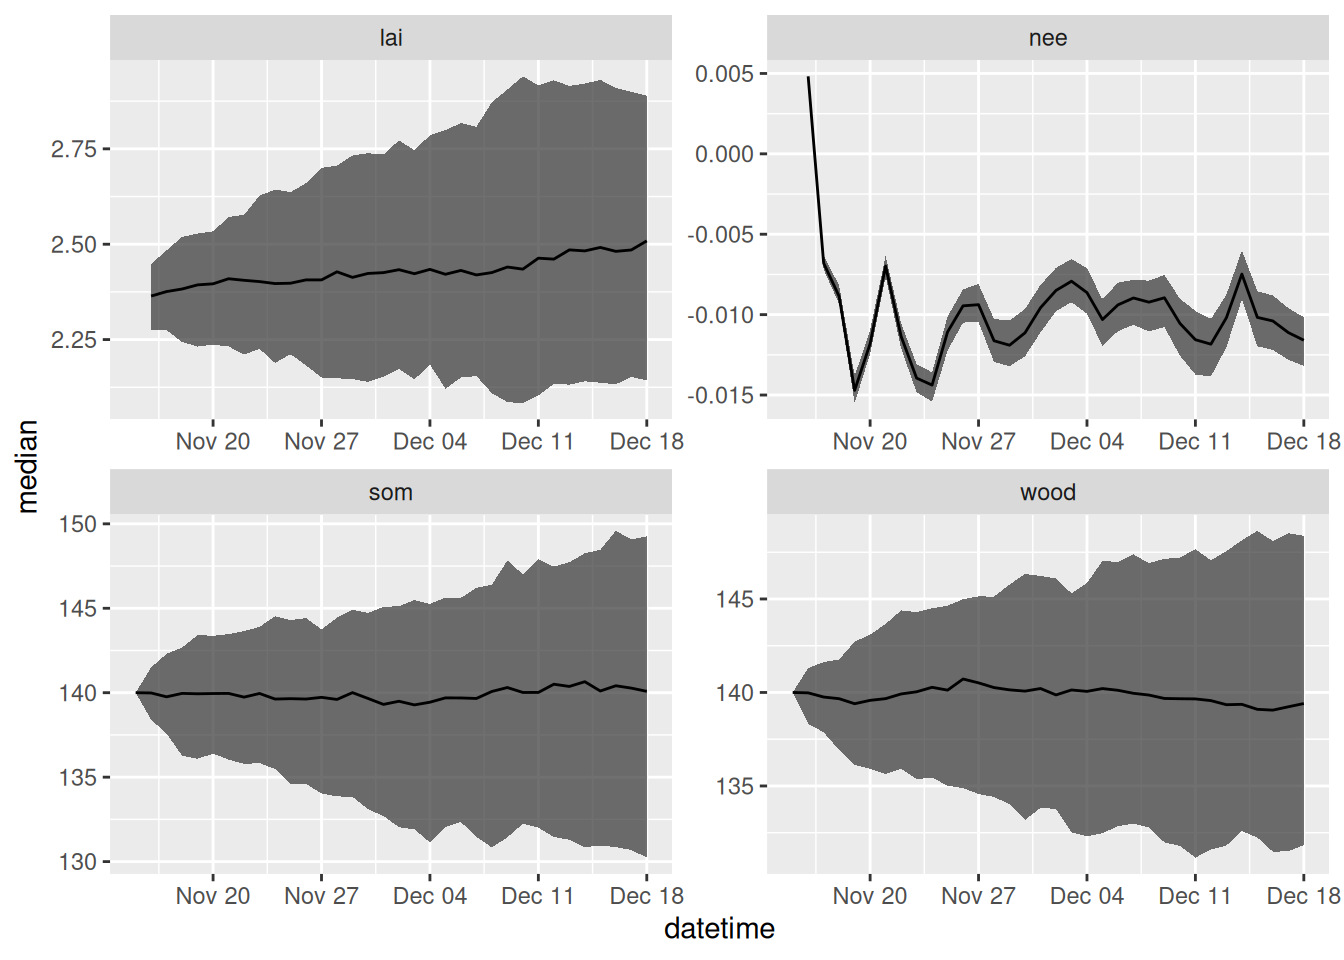 lai
nee
2.75
2.50
2.25
0.005
0.000
-0.005
-0.010
-0.015
Nov 20 Nov 27 Dec 04 Dec 11 Dec 18
Nov 20 Nov 27 Dec 04 Dec 11 Dec 18
median
som
wood
150
145
140
135
130
145
140
135
Nov 20 Nov 27 Dec 04 Dec 11 Dec 18
Nov 20 Nov 27 Dec 04 Dec 11 Dec 18
datetime